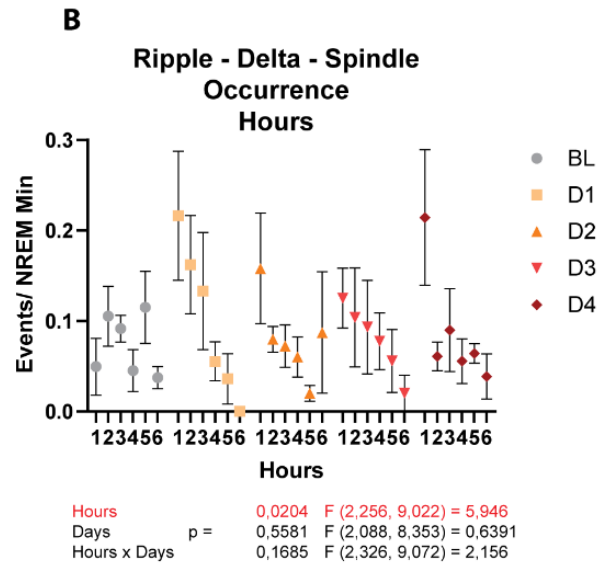 B
Ripple - Delta - Spindle
Occurrence
Hours
Events/ NREM Min
0.3
0.2
0.1
0.0
123456 123456 123456 123456 123456
Hours
BL
D1
D2
D3
D4
Hours 0,0204 F (2,256, 9,022) = 5,946
Days p = 0,5581 F (2,088, 8,353) = 0,6391
Hours x Days 0,1685 F (2,326, 9,072) = 2,156